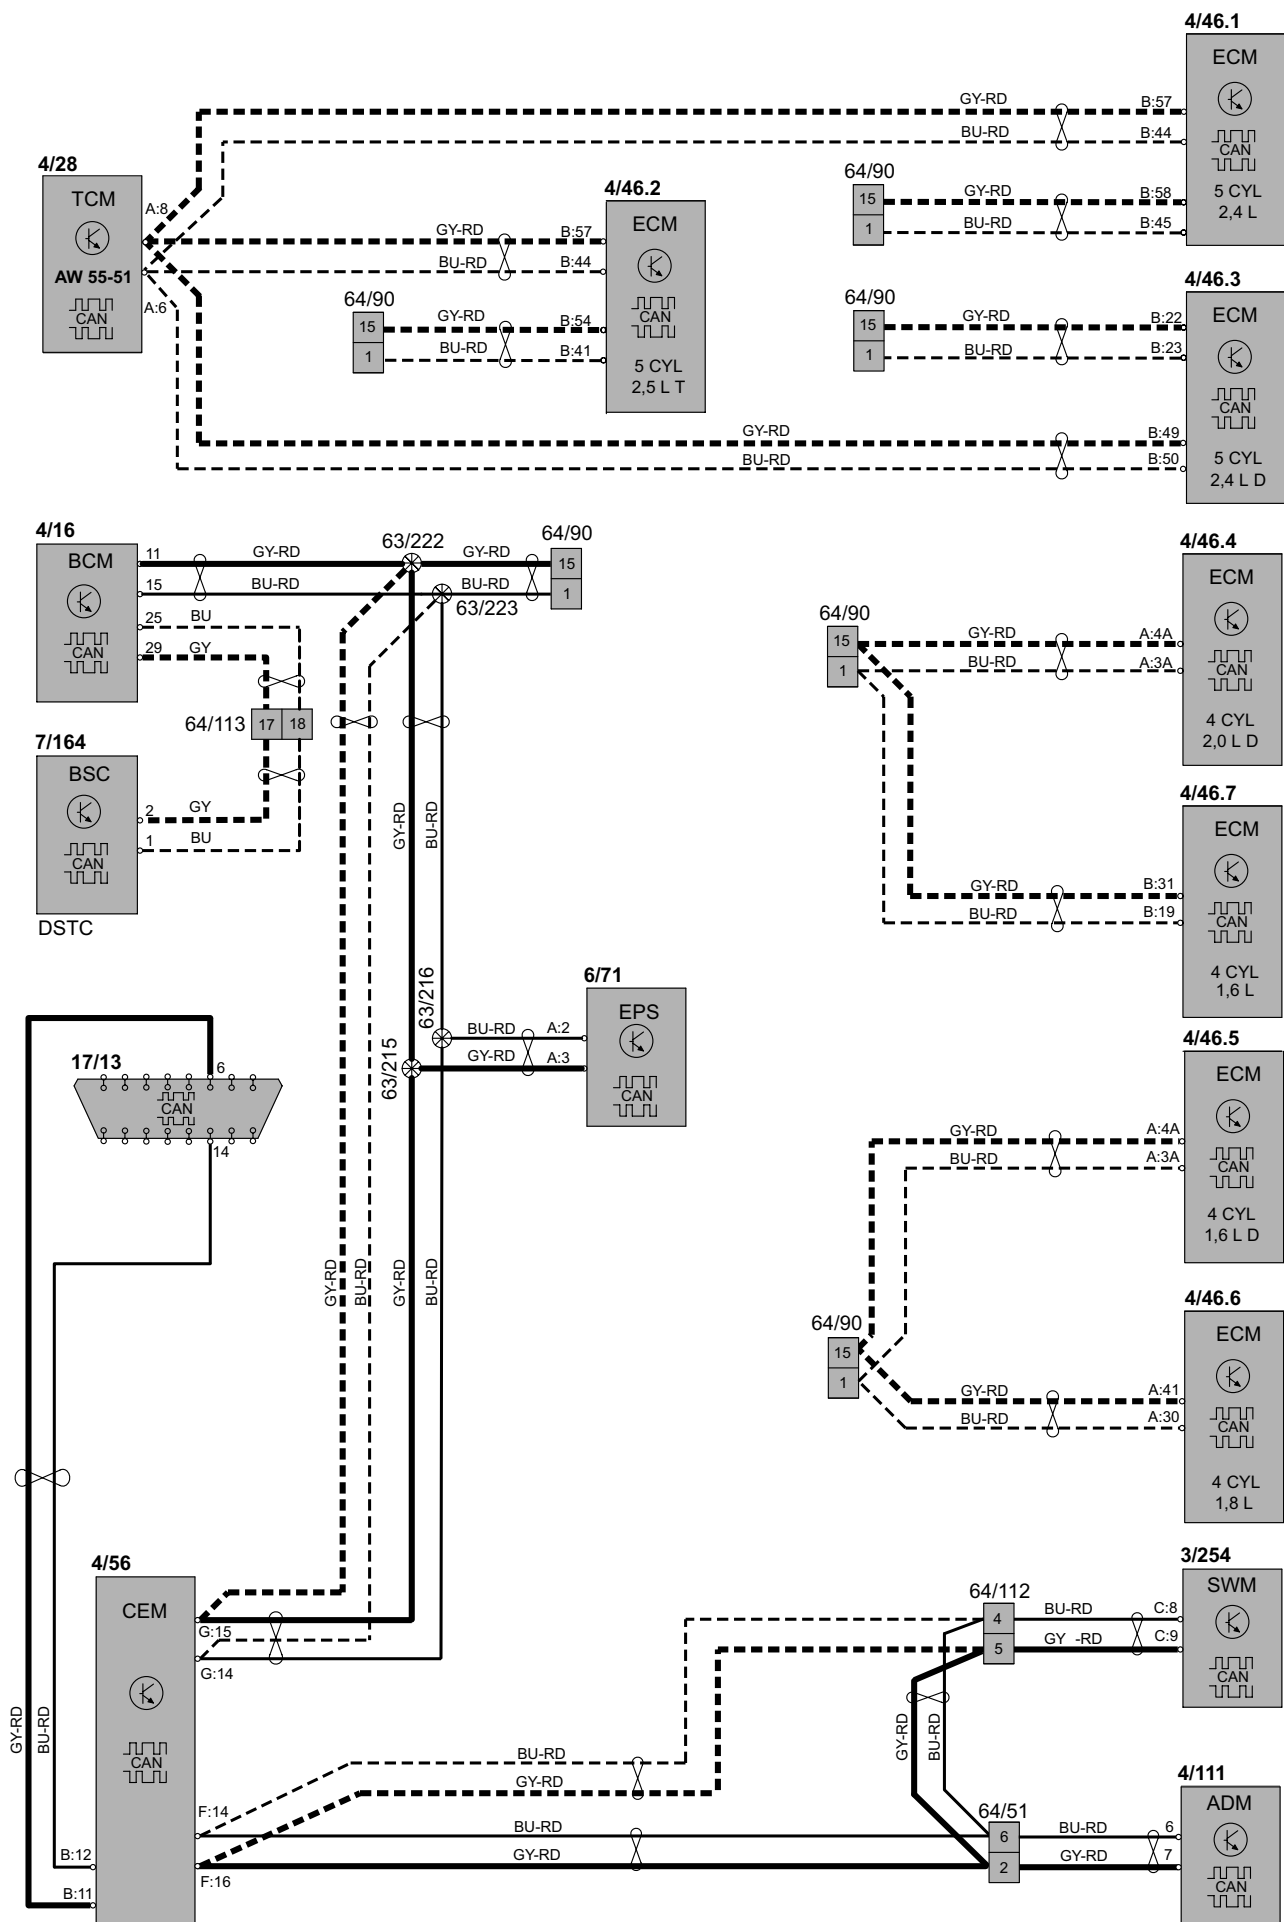 4/46.1
ECM
CAN
5 CYL
2,4 L
GY-RD
B:57
BU-RD
B:44
64/90
15
1
GY-RD
B:58
BU-RD
B:45
4/28
TCM
AW 55-51
CAN
A:8
A:6
4/46.2
ECM
CAN
5 CYL
2,5 L T
GY-RD
B:57
BU-RD
B:44
64/90
15
1
GY-RD
B:54
BU-RD
B:41
4/46.3
ECM
CAN
5 CYL
2,4 L D
64/90
15
1
GY-RD
B:22
BU-RD
B:23
GY-RD
B:49
BU-RD
B:50
4/16
BCM
CAN
11
GY-RD
15
BU-RD
25
BU
29
GY
63/222
GY-RD
63/223
BU-RD
64/90
15
1
64/113
17
18
7/164
BSC
CAN
2
GY
1
BU
DSTC
GY-RD
BU-RD
4/46.4
ECM
CAN
4 CYL
2,0 L D
64/90
15
1
GY-RD
A:4A
BU-RD
A:3A
4/46.7
ECM
CAN
4 CYL
1,6 L
GY-RD
B:31
BU-RD
B:19
63/216
63/215
6/71
EPS
CAN
BU-RD
A:2
GY-RD
A:3
17/13
6
CAN
14
4/46.5
ECM
CAN
4 CYL
1,6 L D
GY-RD
A:4A
BU-RD
A:3A
GY-RD
BU-RD
GY-RD
BU-RD
64/90
15
1
4/46.6
ECM
CAN
4 CYL
1,8 L
GY-RD
A:41
BU-RD
A:30
4/56
CEM
CAN
G:15
G:14
F:14
F:16
B:12
B:11
GY-RD
BU-RD
64/112
4
5
BU-RD
C:8
GY -RD
C:9
3/254
SWM
CAN
GY-RD
BU-RD
BU-RD
GY-RD
BU-RD
GY-RD
64/51
6
2
BU-RD
6
GY-RD
7
4/111
ADM
CAN